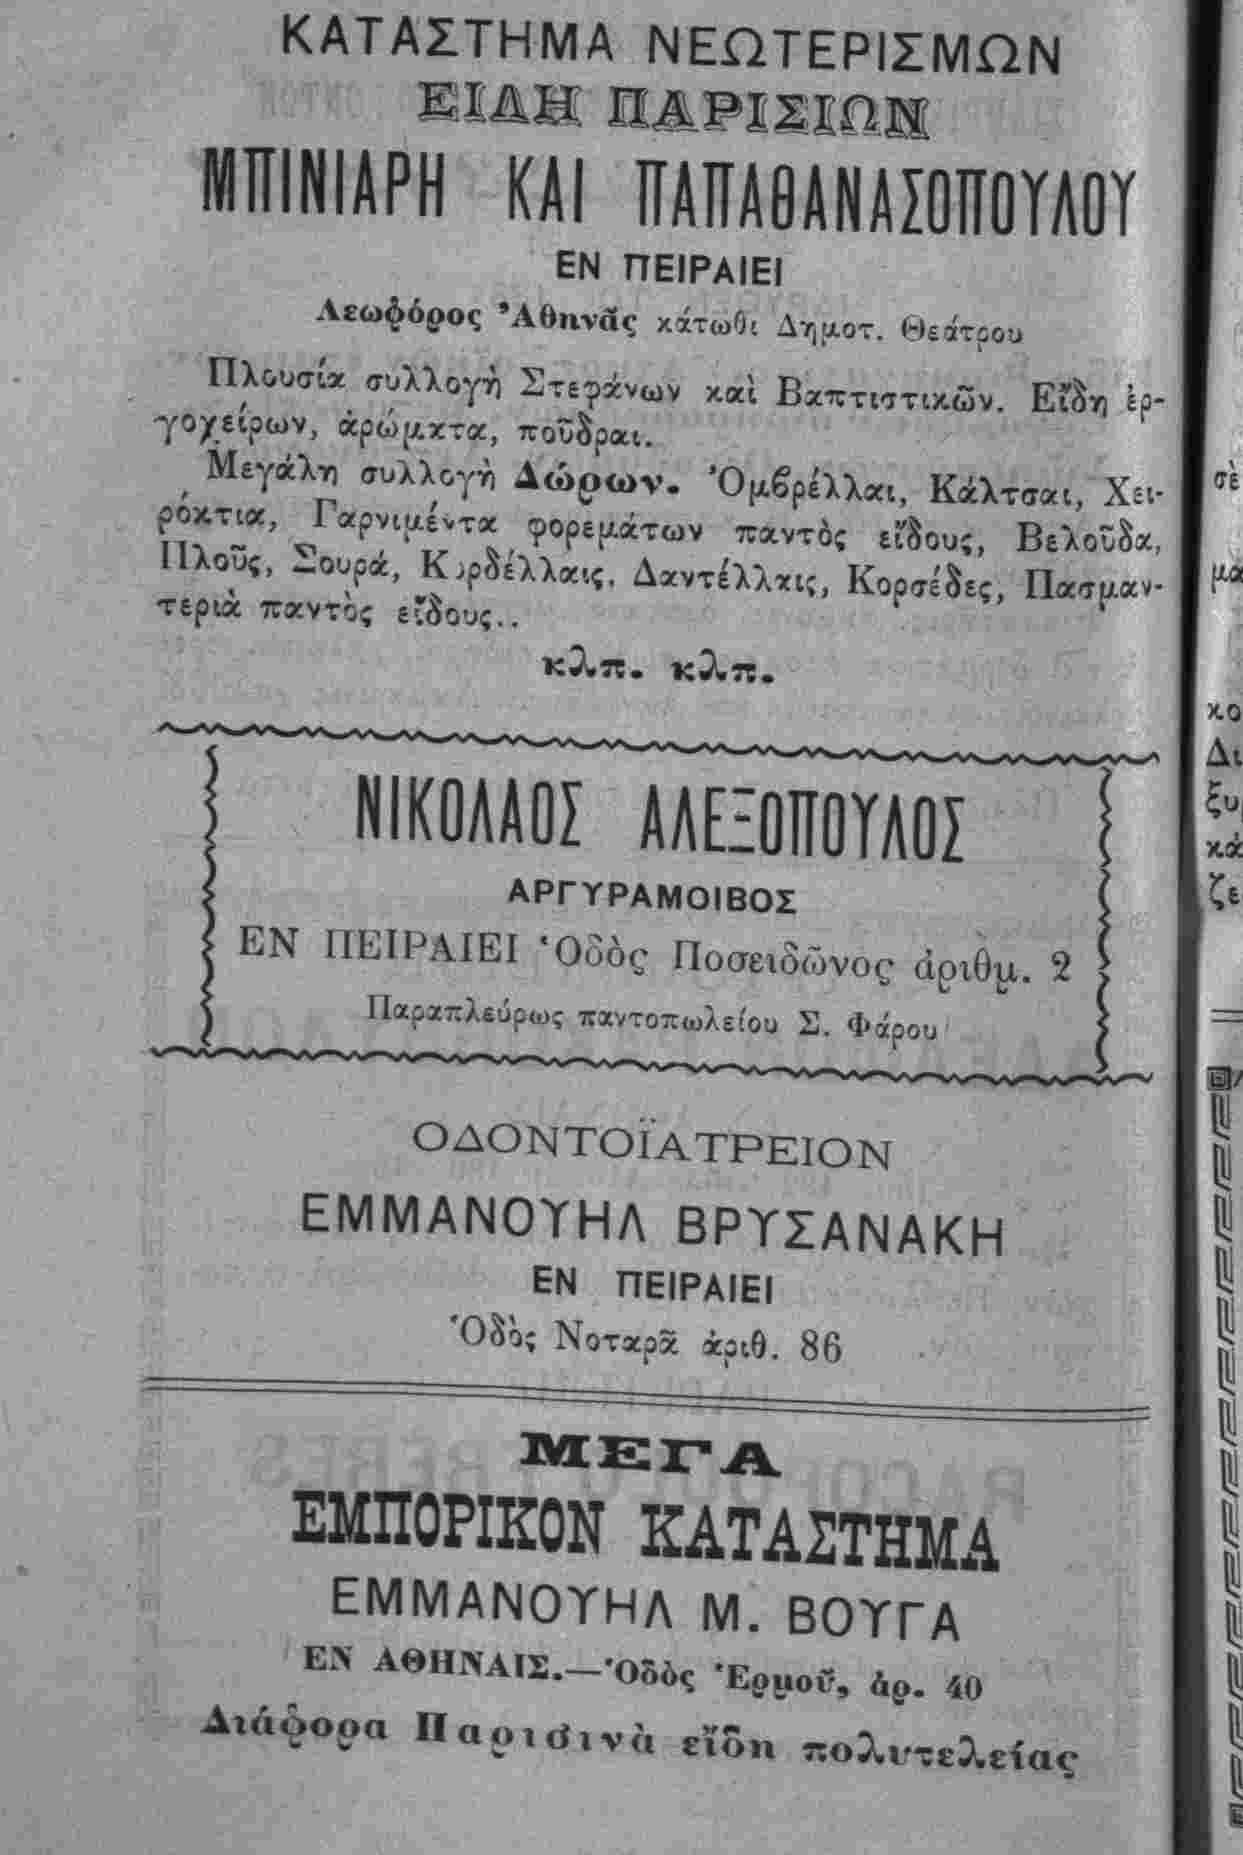 ΚΑΤΑΣΤΗΜΑ ΝΕΩΤΕΡΙΣΜΩΝ
ΕΙΔΗ ΠΑΡΙΣΙΩΝ
ΜΠΙΝΙΑΡΗ ΚΑΙ ΠΑΠΑΘΑΝΑΣΟΠΟΥΛΟΥ
ΕΝ ΠΕΙΡΑΙΕΙ
Λεωφόρος Ἀθηνᾶς κάτωθι Δημοτ. Θεάτρου
Πλουσία συλλογὴ Στεφάνων καὶ Βαπτιστικῶν. Εἴδη ἐρ-
γοχείρων, ἀρώματα, ποῦδραι.
Μεγάλη συλλογὴ Δώρων. Ὀμβρέλλαι, Κάλτσαι, Χει-
ρόκτια, Γαρνιμέντα φορεμάτων παντὸς εἴδους, Βελοῦδα,
Πλοῦς, Σουρά, Κορδέλλαις, Δαντέλλαις, Κορσέδες, Πασμαν-
τεριὰ παντὸς εἴδους..
κλπ. κλπ.
ΝΙΚΟΛΑΟΣ ΑΛΕΞΟΠΟΥΛΟΣ
ΑΡΓΥΡΑΜΟΙΒΟΣ
ΕΝ ΠΕΙΡΑΙΕΙ Ὁδὸς Ποσειδῶνος ἀριθμ. 2
Παραπλεύρως παντοπωλείου Σ. Φάρου
ΟΔΟΝΤΟΪΑΤΡΕΙΟΝ
ΕΜΜΑΝΟΥΗΛ ΒΡΥΣΑΝΑΚΗ
ΕΝ ΠΕΙΡΑΙΕΙ
Ὁδὸς Νοταρᾶ ἀριθ. 86
ΜΕΓΑ
ΕΜΠΟΡΙΚΟΝ ΚΑΤΑΣΤΗΜΑ
ΕΜΜΑΝΟΥΗΛ Μ. ΒΟΥΓΑ
ΕΝ ΑΘΗΝΑΙΣ.—Ὁδὸς Ἑρμοῦ, ἀρ. 40
Διάφορα Παρισινὰ εἴδη πολυτελείας